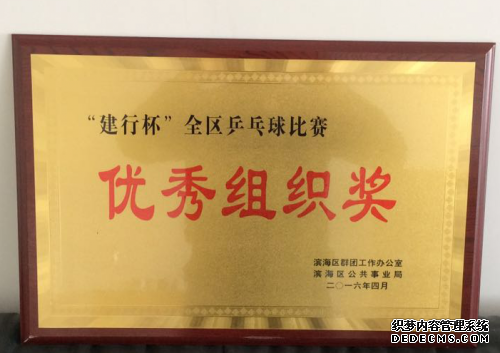 “建行杯”全区乒乓球比赛
优秀组织奖
滨海区群团工作办公室
滨海区公共事业局
二〇一六年四月
织梦内容管理系统
DEDECMS.COM